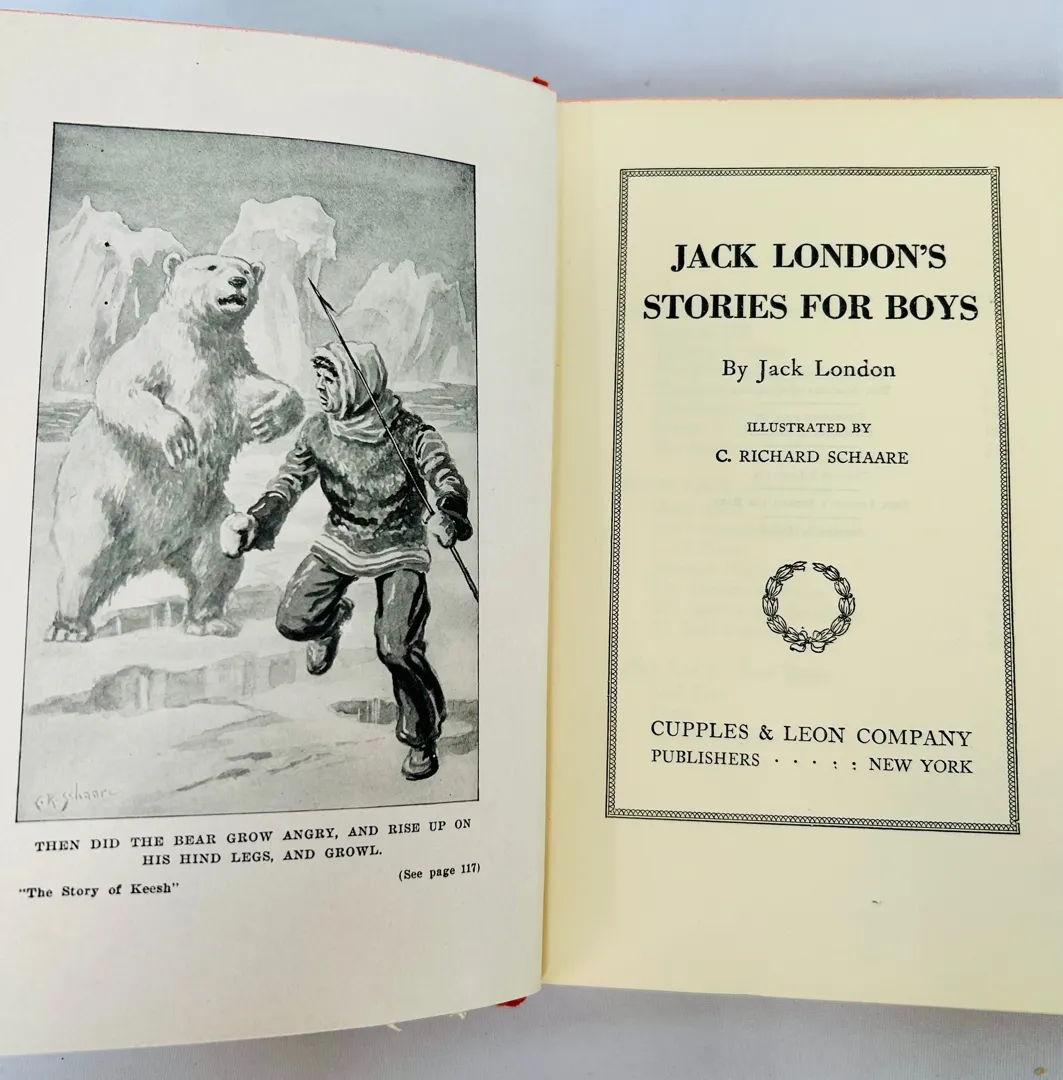 C.R. Schaare
THEN DID THE BEAR GROW ANGRY, AND RISE UP ON
HIS HIND LEGS, AND GROWL.
(See page 117)
"The Story of Keesh"
JACK LONDON'S
STORIES FOR BOYS
By Jack London
ILLUSTRATED BY
C. RICHARD SCHAARE
CUPPLES & LEON COMPANY
PUBLISHERS · · · : : NEW YORK